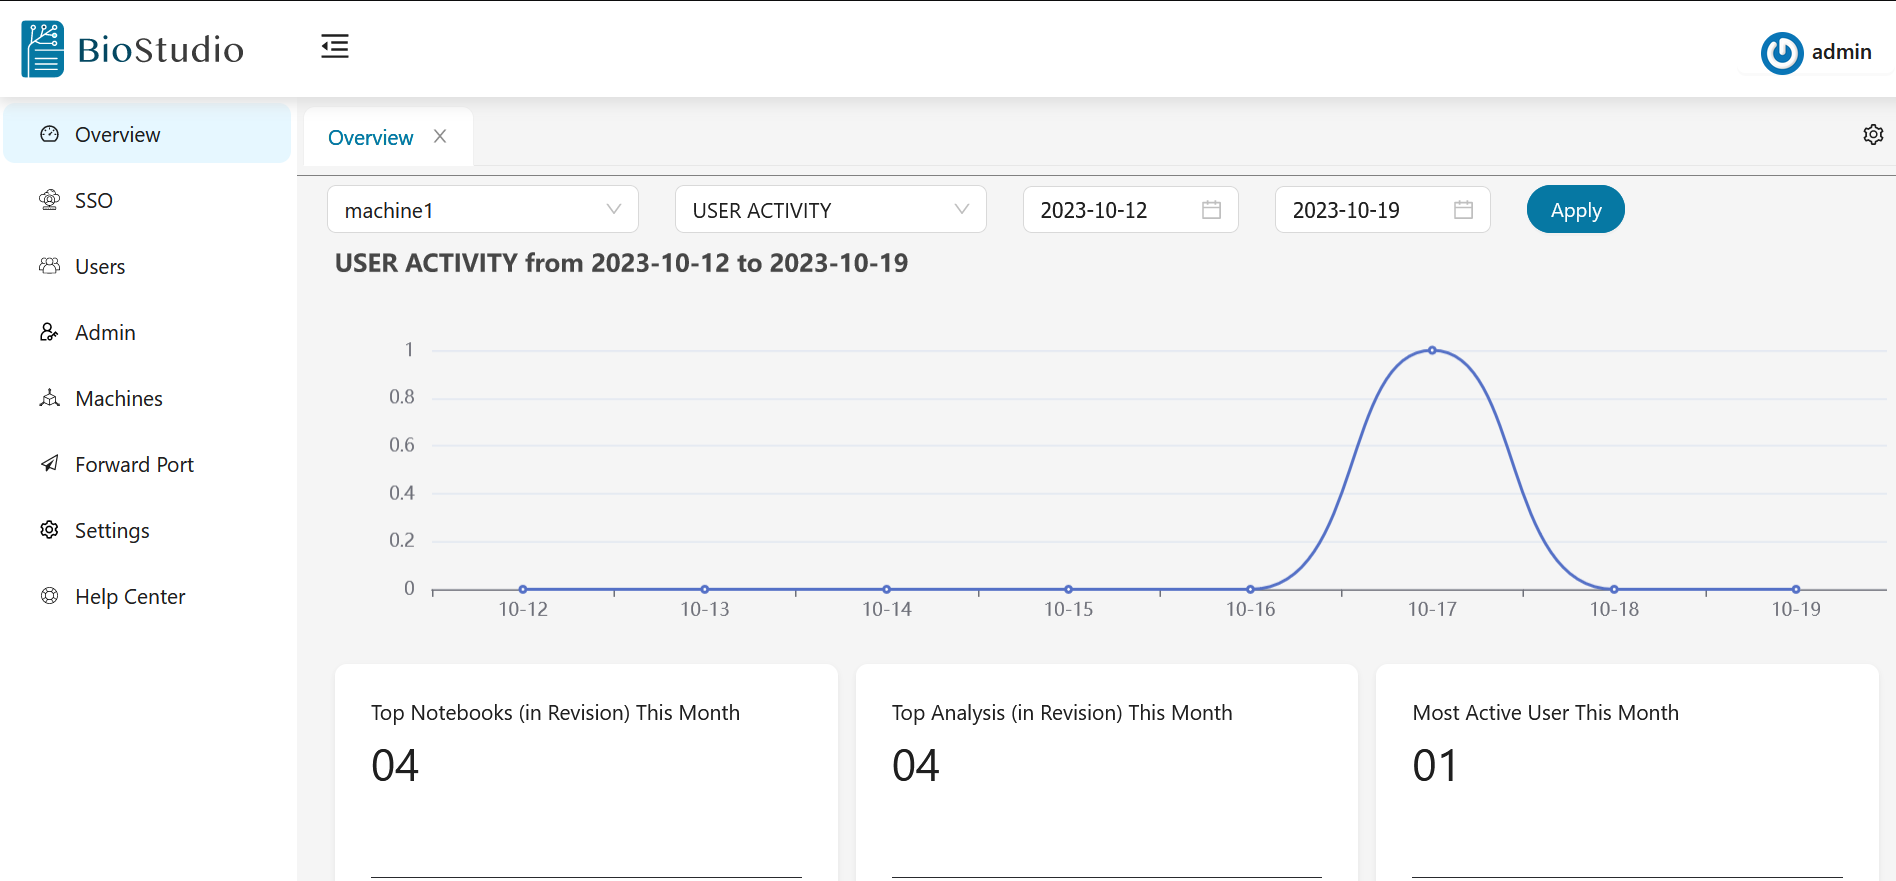 BioStudio
admin
Overview
SSO
Users
Admin
Machines
Forward Port
Settings
Help Center
Overview
machine1
USER ACTIVITY
2023-10-12
2023-10-19
Apply
USER ACTIVITY from 2023-10-12 to 2023-10-19
1
0.8
0.6
0.4
0.2
0
10-12
10-13
10-14
10-15
10-16
10-17
10-18
10-19
Top Notebooks (in Revision) This Month
04
Top Analysis (in Revision) This Month
04
Most Active User This Month
01